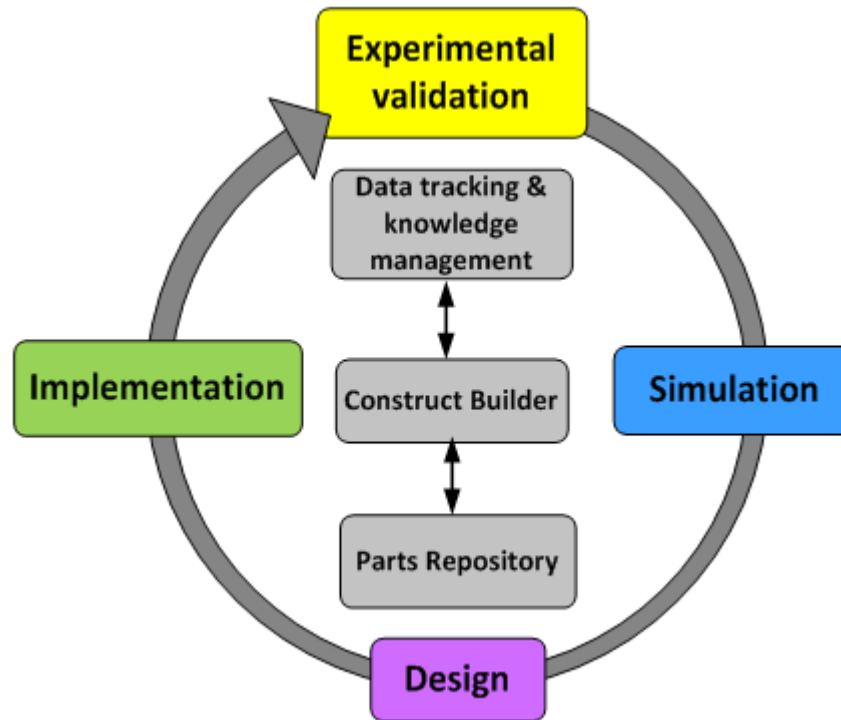 Experimental
validation
Data tracking &
knowledge
management
Implementation
Construct Builder
Simulation
Parts Repository
Design